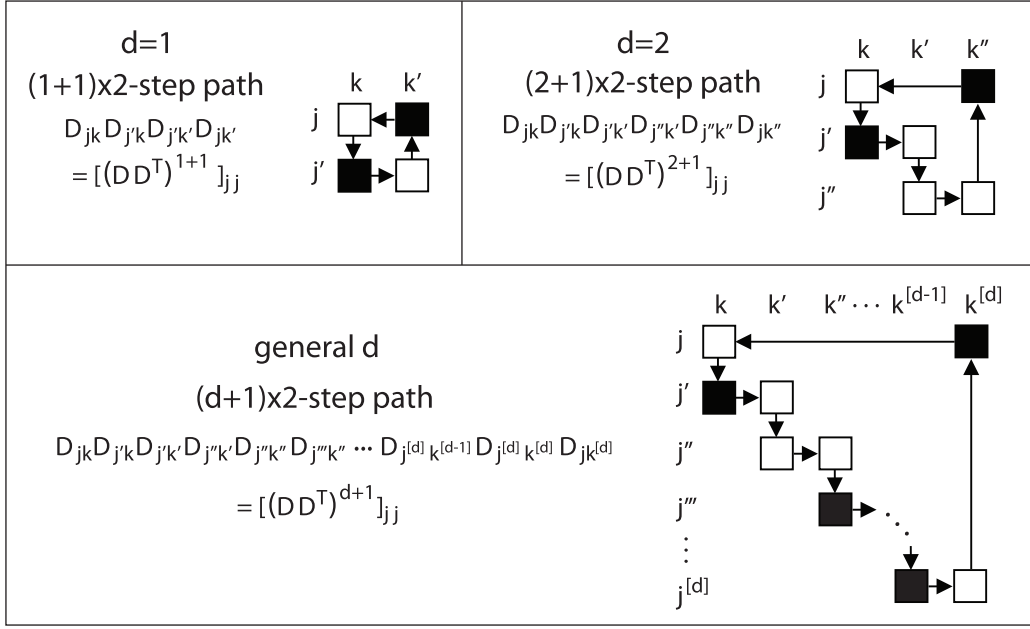 d=1
(1+1)x2-step path
D_{jk}D_{j′k}D_{j′k′}D_{jk′}
= [(DD^T)^{1+1}]_{jj}
k k′
j
j′
d=2
(2+1)x2-step path
D_{jk}D_{j′k}D_{j′k′}D_{j″k′}D_{j″k″}D_{jk″}
= [(DD^T)^{2+1}]_{jj}
k k′ k″
j
j′
j″
general d
(d+1)x2-step path
D_{jk}D_{j′k}D_{j′k′}D_{j″k′}D_{j″k″}D_{j‴k″} ··· D_{j^{[d]}k^{[d-1]}}D_{j^{[d]}k^{[d]}}D_{jk^{[d]}}
= [(DD^T)^{d+1}]_{jj}
k k′ k″ ··· k^{[d-1]} k^{[d]}
j
j′
j″
j‴
⋮
j^{[d]}